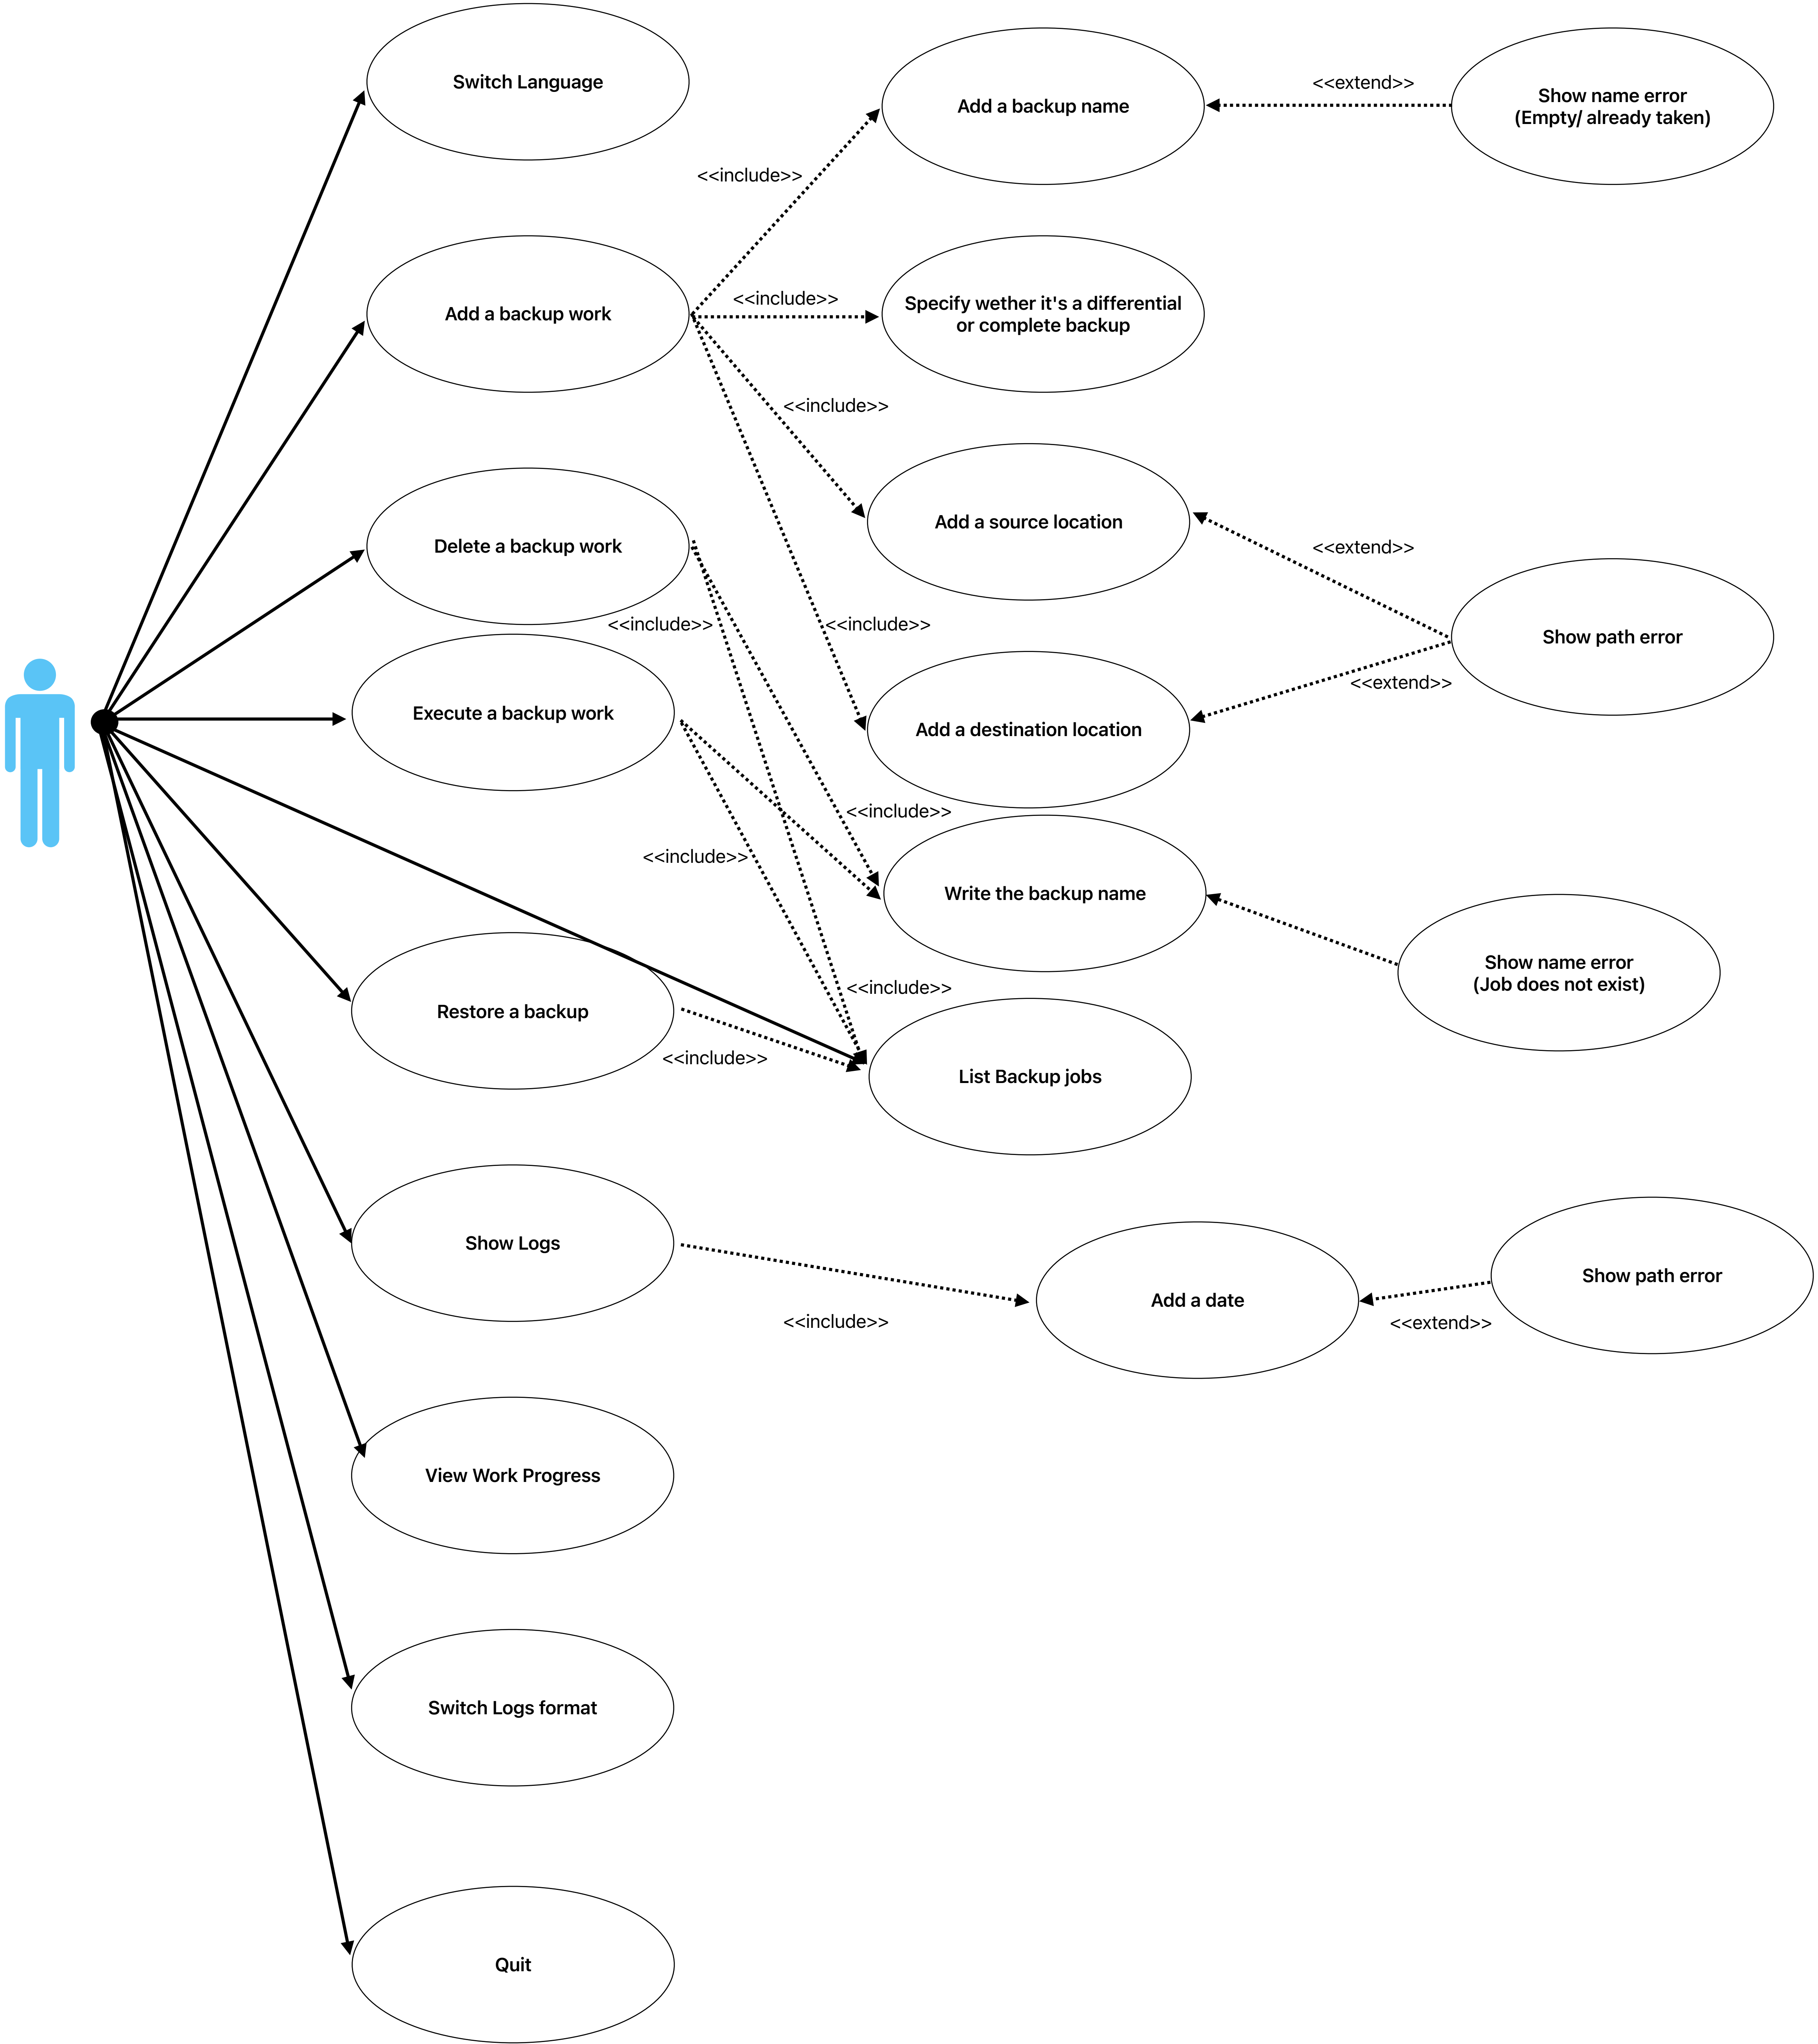 Switch Language
Add a backup name
<<extend>>
Show name error
(Empty/ already taken)
<<include>>
Add a backup work
<<include>>
Specify wether it's a differential
or complete backup
<<include>>
Add a source location
<<extend>>
Delete a backup work
<<include>>
<<include>>
Show path error
<<extend>>
Execute a backup work
Add a destination location
<<include>>
<<include>>
Write the backup name
Show name error
(Job does not exist)
<<include>>
Restore a backup
<<include>>
List Backup jobs
Show Logs
<<include>>
Add a date
<<extend>>
Show path error
View Work Progress
Switch Logs format
Quit